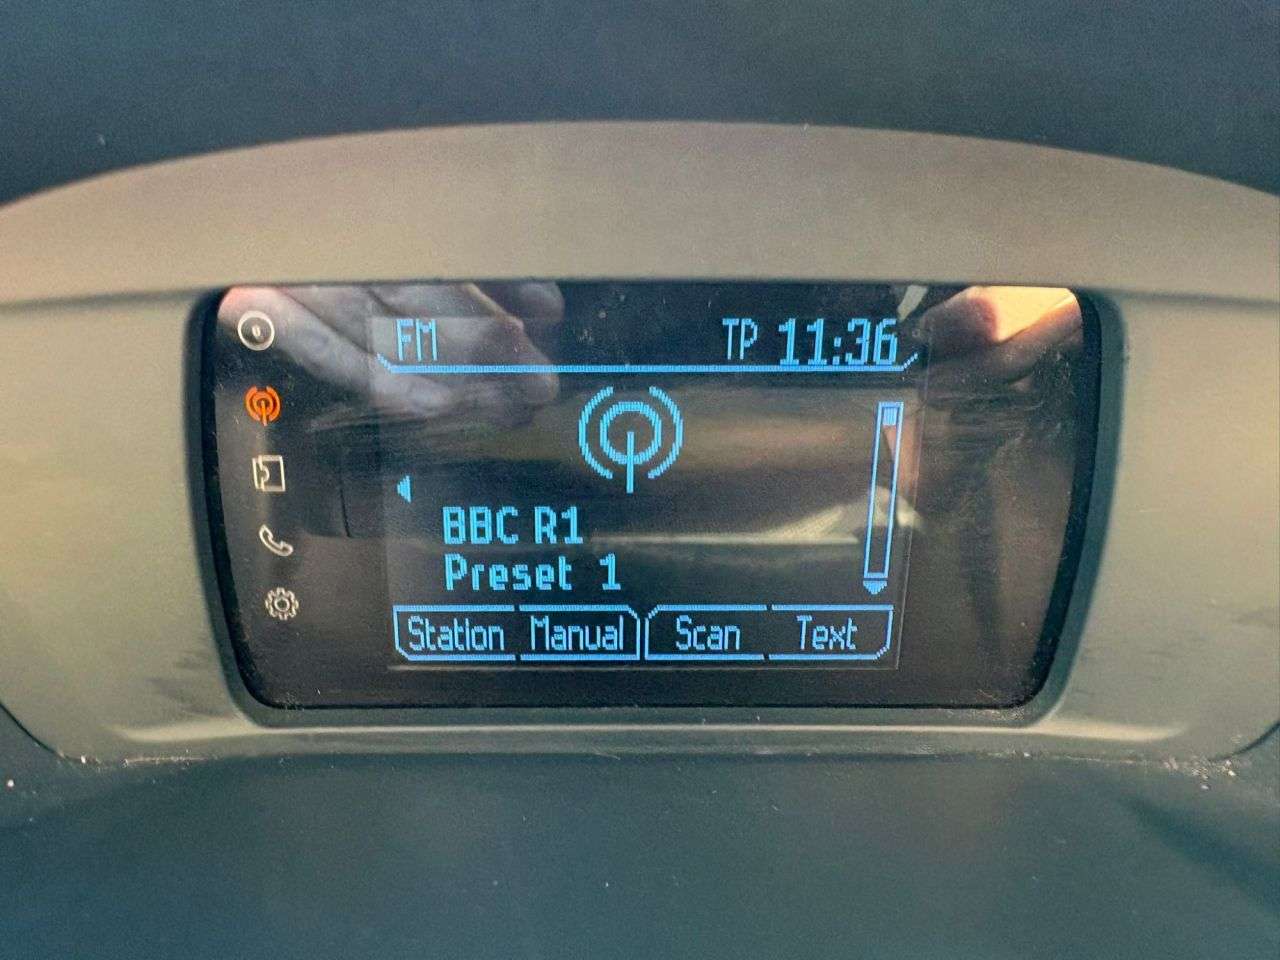 FM TP 11:36
BBC R1
Preset 1
Station Manual Scan Text